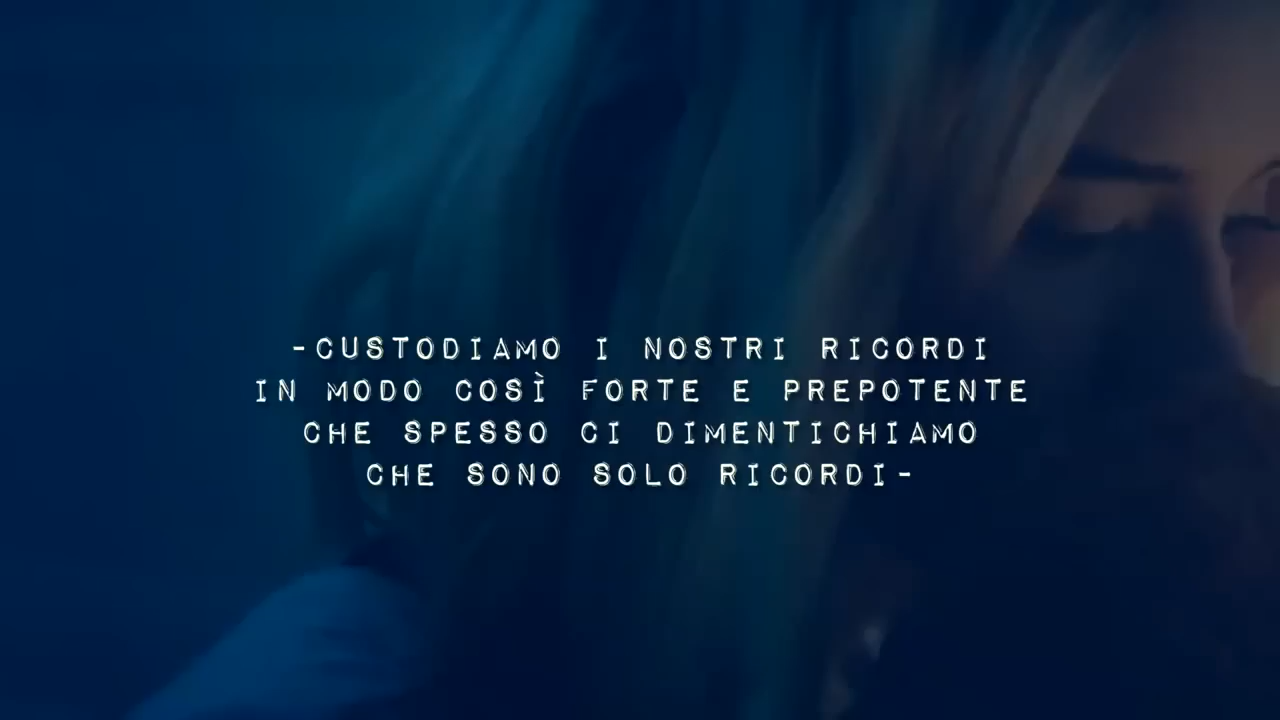 -CUSTODIAMO I NOSTRI RICORDI
IN MODO COSÌ FORTE E PREPOTENTE
CHE SPESSO CI DIMENTICHIAMO
CHE SONO SOLO RICORDI-